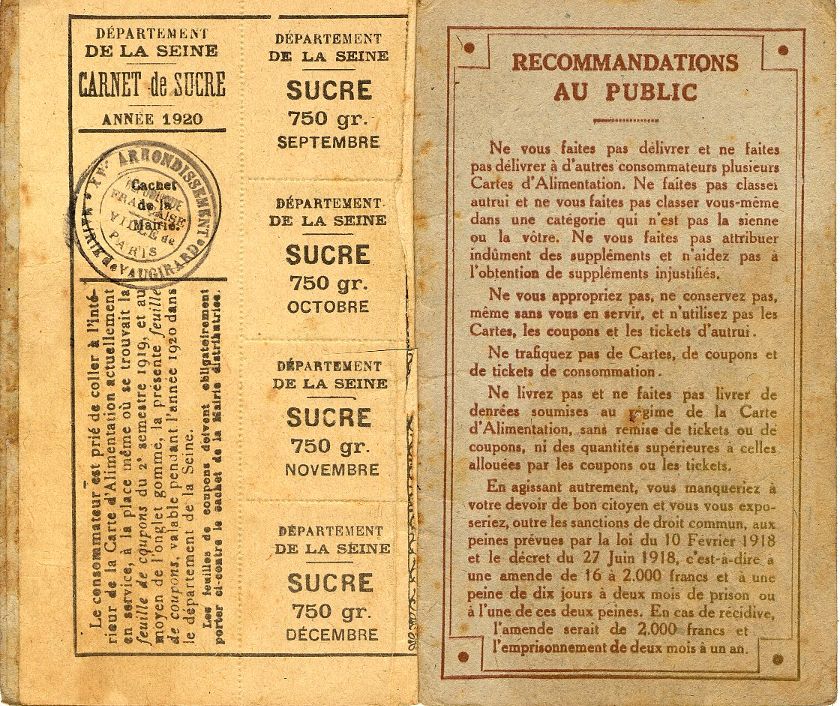 DÉPARTEMENT
DE LA SEINE
CARNET de SUCRE
ANNÉE 1920
MAIRIE de VAUGIRARD XVe ARRONDISSEMENT
RÉPUBLIQUE
FRANÇAISE
VILLE de
PARIS
Cachet
de la
Mairie.
Le consommateur est prié de coller à l'inté-
rieur de la Carte d'Alimentation actuellement
en service, à la place même où se trouvait la
feuille de coupons du 2e semestre 1919, et au
moyen de l'onglet gommé, la présente feuille
de coupons, valable pendant l'année 1920 dans
le département de la Seine.
Les feuilles de coupons doivent obligatoirement
porter ci-contre le cachet de la Mairie distributrice.
DÉPARTEMENT
DE LA SEINE
SUCRE
750 gr.
SEPTEMBRE
DÉPARTEMENT
DE LA SEINE
SUCRE
750 gr.
OCTOBRE
DÉPARTEMENT
DE LA SEINE
SUCRE
750 gr.
NOVEMBRE
DÉPARTEMENT
DE LA SEINE
SUCRE
750 gr.
DÉCEMBRE
RECOMMANDATIONS
AU PUBLIC
Ne vous faites pas délivrer et ne faites
pas délivrer à d'autres consommateurs plusieurs
Cartes d'Alimentation. Ne faites pas classer
autrui et ne vous faites pas classer vous-même
dans une catégorie qui n'est pas la sienne
ou la vôtre. Ne vous faites pas attribuer
indûment des suppléments et n'aidez pas à
l'obtention de suppléments injustifiés.
Ne vous appropriez pas, ne conservez pas,
même sans vous en servir, et n'utilisez pas les
Cartes, les coupons et les tickets d'autrui.
Ne trafiquez pas de Cartes, de coupons et
de tickets de consommation.
Ne livrez pas et ne faites pas livrer de
denrées soumises au régime de la Carte
d'Alimentation, sans remise de tickets ou de
coupons, ni des quantités supérieures à celles
allouées par les coupons ou les tickets.
En agissant autrement, vous manqueriez à
votre devoir de bon citoyen et vous vous expo-
seriez, outre les sanctions de droit commun, aux
peines prévues par la loi du 10 Février 1918
et le décret du 27 Juin 1918, c'est-à-dire à
une amende de 16 à 2.000 francs et à une
peine de dix jours à deux mois de prison ou
à l'une de ces deux peines. En cas de récidive,
l'amende serait de 2.000 francs et
l'emprisonnement de deux mois à un an.